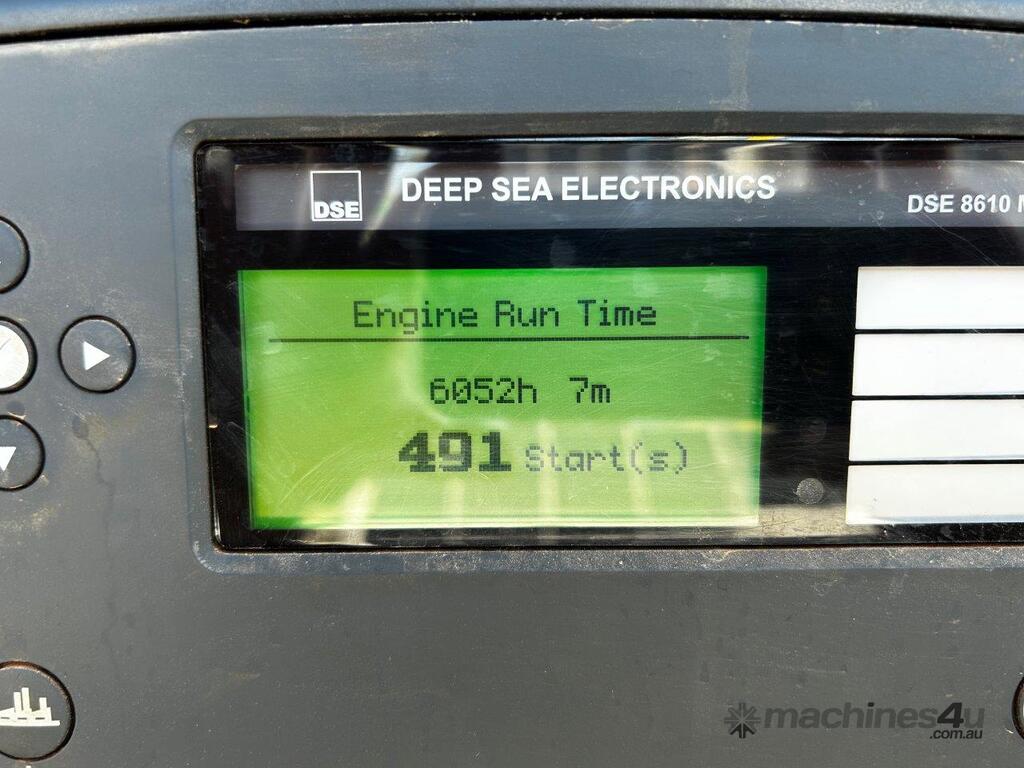 DSE
DEEP SEA ELECTRONICS
DSE 8610 M
Engine Run Time
6052h 7m
491 Start(s)
machines4u
.com.au